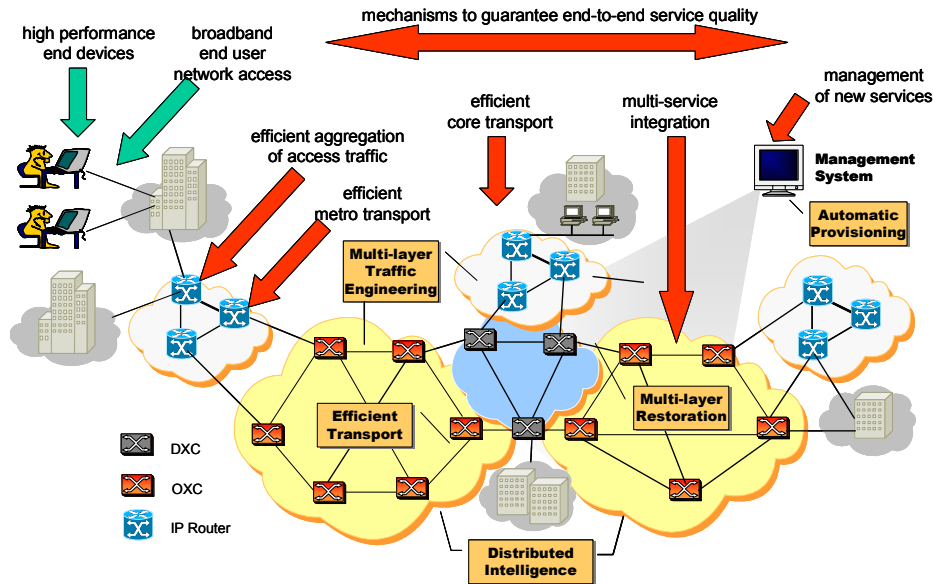 mechanisms to guarantee end-to-end service quality
high performance
end devices
broadband
end user
network access
efficient
core transport
multi-service
integration
management
of new services
efficient aggregation
of access traffic
efficient
metro transport
Management
System
Automatic
Provisioning
Multi-layer
Traffic
Engineering
Efficient
Transport
Multi-layer
Restoration
DXC
OXC
IP Router
Distributed
Intelligence